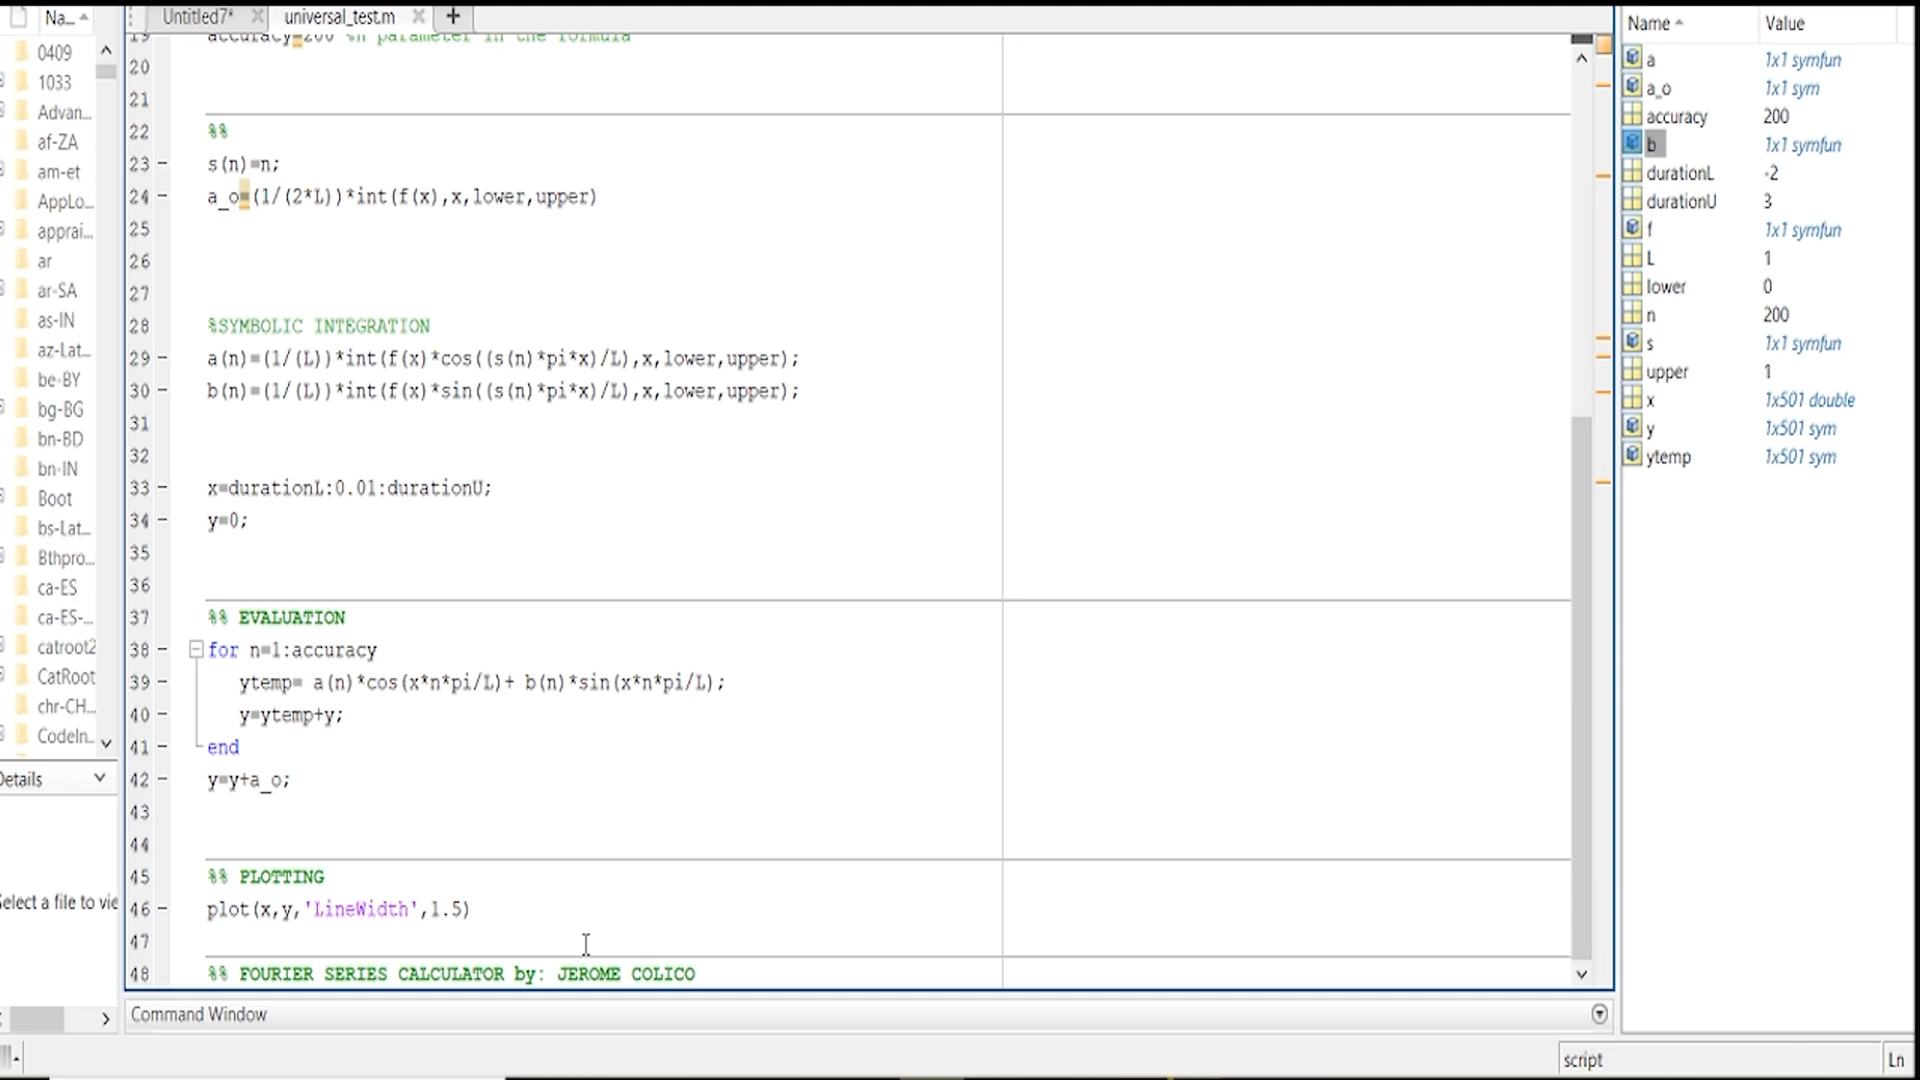 Na...
Untitled7*
universal_test.m
0409
1033
Advan...
af-ZA
am-et
AppLo...
apprai...
ar
ar-SA
as-IN
az-Lat...
be-BY
bg-BG
bn-BD
bn-IN
Boot
bs-Lat...
Bthpro...
ca-ES
ca-ES-...
catroot2
CatRoot
chr-CH...
CodeIn...
Details
Select a file to vie
19 accuracy=200 %n parameter in the formula
20
21
22 %%
23 - s(n)=n;
24 - a_o=(1/(2*L))*int(f(x),x,lower,upper)
25
26
27
28 %SYMBOLIC INTEGRATION
29 - a(n)=(1/(L))*int(f(x)*cos((s(n)*pi*x)/L),x,lower,upper);
30 - b(n)=(1/(L))*int(f(x)*sin((s(n)*pi*x)/L),x,lower,upper);
31
32
33 - x=durationL:0.01:durationU;
34 - y=0;
35
36
37 %% EVALUATION
38 - for n=1:accuracy
39 - ytemp= a(n)*cos(x*n*pi/L)+ b(n)*sin(x*n*pi/L);
40 - y=ytemp+y;
41 - end
42 - y=y+a_o;
43
44
45 %% PLOTTING
46 - plot(x,y,'LineWidth',1.5)
47
48 %% FOURIER SERIES CALCULATOR by: JEROME COLICO
Command Window
Name Value
a 1x1 symfun
a_o 1x1 sym
accuracy 200
b 1x1 symfun
durationL -2
durationU 3
f 1x1 symfun
L 1
lower 0
n 200
s 1x1 symfun
upper 1
x 1x501 double
y 1x501 sym
ytemp 1x501 sym
script
Ln